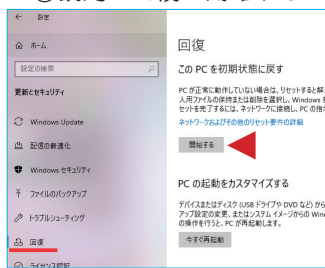 ← 設定
ホーム
設定の検索
更新とセキュリティ
Windows Update
配信の最適化
Windows セキュリティ
ファイルのバックアップ
トラブルシューティング
回復
ライセンス認証
回復
この PC を初期状態に戻す
PC が正常に動作していない場合は、リセットすると解
人用ファイルの保持または削除を選択し、Windows を
セットを完了するには、ネットワークに接続し、PC の指
ネットワークおよびその他のリセット要件の詳細
開始する
PC の起動をカスタマイズする
デバイスまたはディスク (USB ドライブや DVD など) から
アップ設定の変更、またはシステム イメージからの Win
の操作を行うと、PC が再起動します。
今すぐ再起動